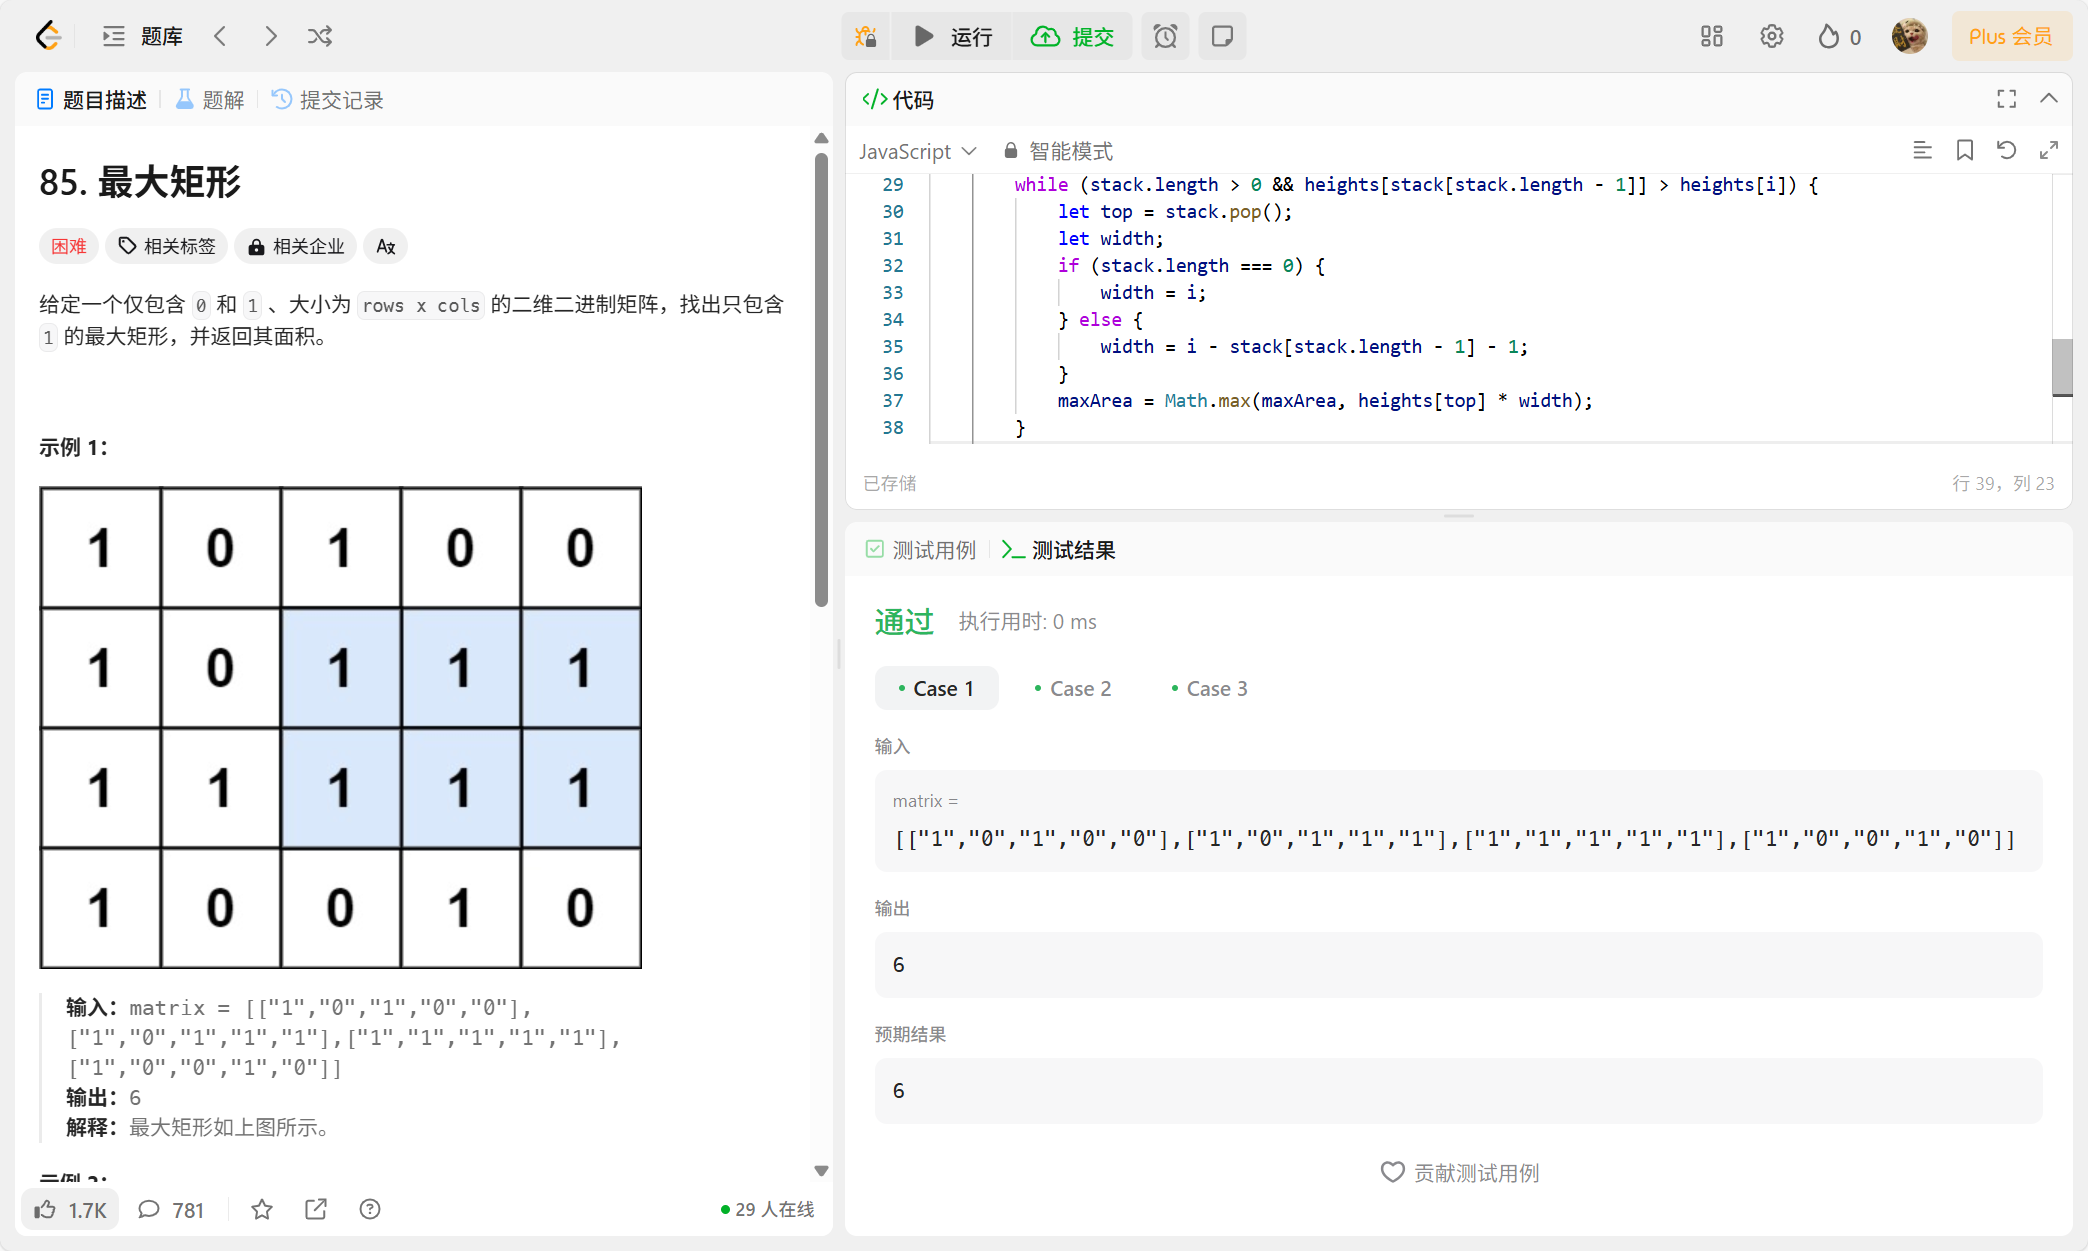 题库
运行
提交
0
Plus 会员
题目描述
题解
提交记录
85. 最大矩形
困难
相关标签
相关企业
给定一个仅包含 0 和 1 、大小为 rows x cols 的二维二进制矩阵，找出只包含
1 的最大矩形，并返回其面积。
示例 1：
1 0 1 0 0
1 0 1 1 1
1 1 1 1 1
1 0 0 1 0
输入：matrix = [["1","0","1","0","0"],
["1","0","1","1","1"],["1","1","1","1","1"],
["1","0","0","1","0"]]
输出：6
解释：最大矩形如上图所示。
示例 2：
1.7K
781
29 人在线
</> 代码
JavaScript
智能模式
29 while (stack.length > 0 && heights[stack[stack.length - 1]] > heights[i]) {
30 let top = stack.pop();
31 let width;
32 if (stack.length === 0) {
33 width = i;
34 } else {
35 width = i - stack[stack.length - 1] - 1;
36 }
37 maxArea = Math.max(maxArea, heights[top] * width);
38 }
已存储
行 39，列 23
测试用例
测试结果
通过
执行用时: 0 ms
Case 1
Case 2
Case 3
输入
matrix =
[["1","0","1","0","0"],["1","0","1","1","1"],["1","1","1","1","1"],["1","0","0","1","0"]]
输出
6
预期结果
6
贡献测试用例